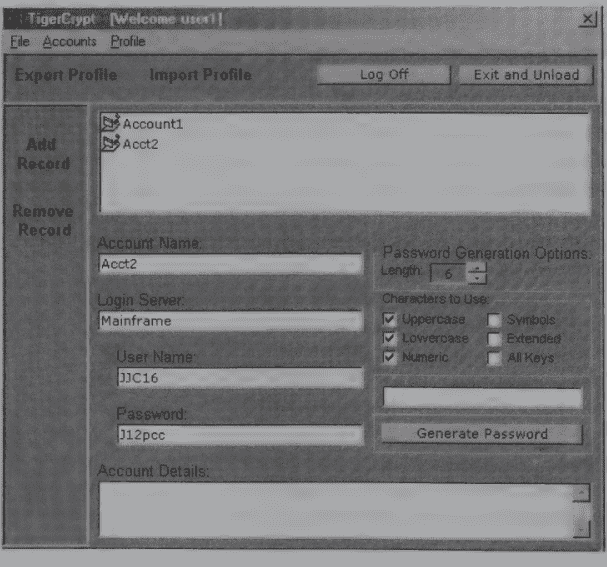 TigerCrypt [Welcome user1]
File Accounts Profile
Export Profile Import Profile Log Off Exit and Unload
Add
Record
Remove
Record
Account1
Acct2
Account Name:
Acct2
Login Server:
Mainframe
User Name:
JJC16
Password:
J12pcc
Account Details:
Password Generation Options:
Length: 6
Characters to Use:
Uppercase Symbols
Lowercase Extended
Numeric All Keys
Generate Password